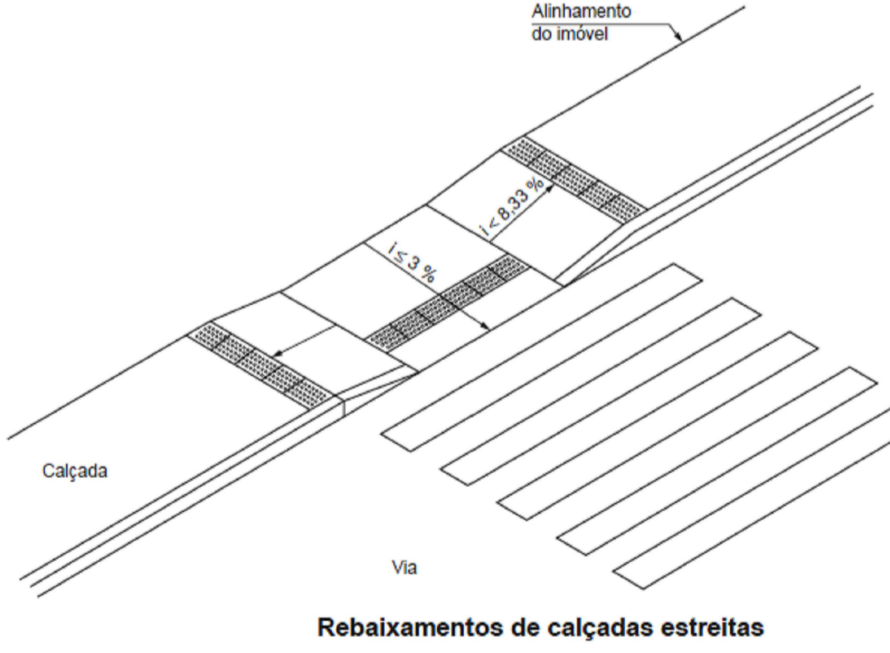 Alinhamento
do imóvel
i < 8,33 %
i ≤ 3 %
Calçada
Via
Rebaixamentos de calçadas estreitas